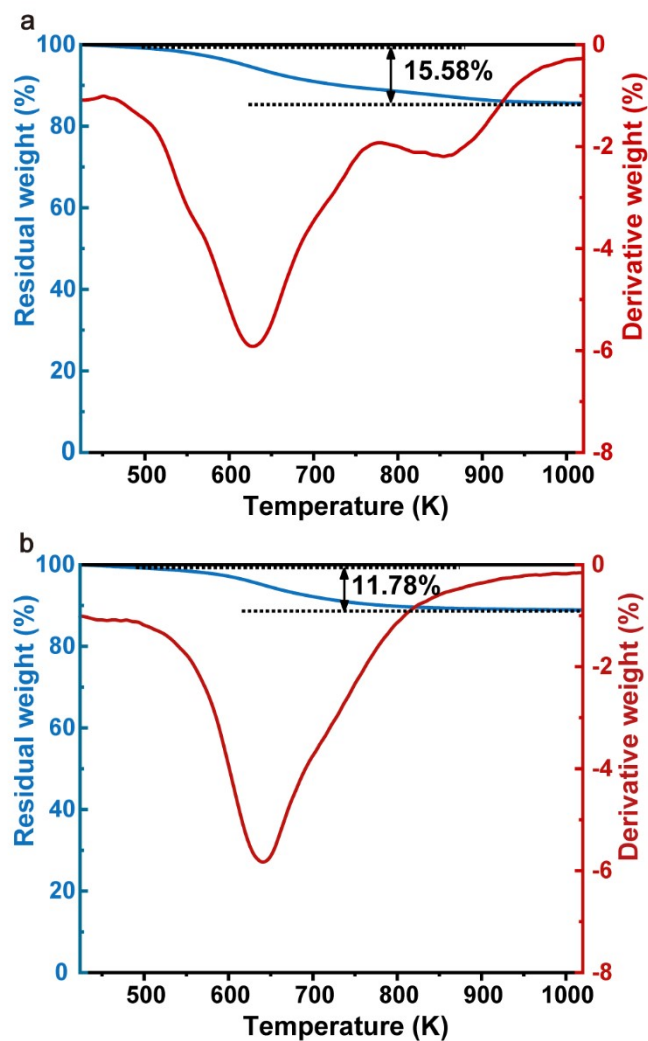 a
100
80
60
40
20
0
Residual weight (%)
15.58%
0
-2
-4
-6
-8
Derivative weight (%)
500 600 700 800 900 1000
Temperature (K)
b
100
80
60
40
20
0
Residual weight (%)
11.78%
0
-2
-4
-6
-8
Derivative weight (%)
500 600 700 800 900 1000
Temperature (K)